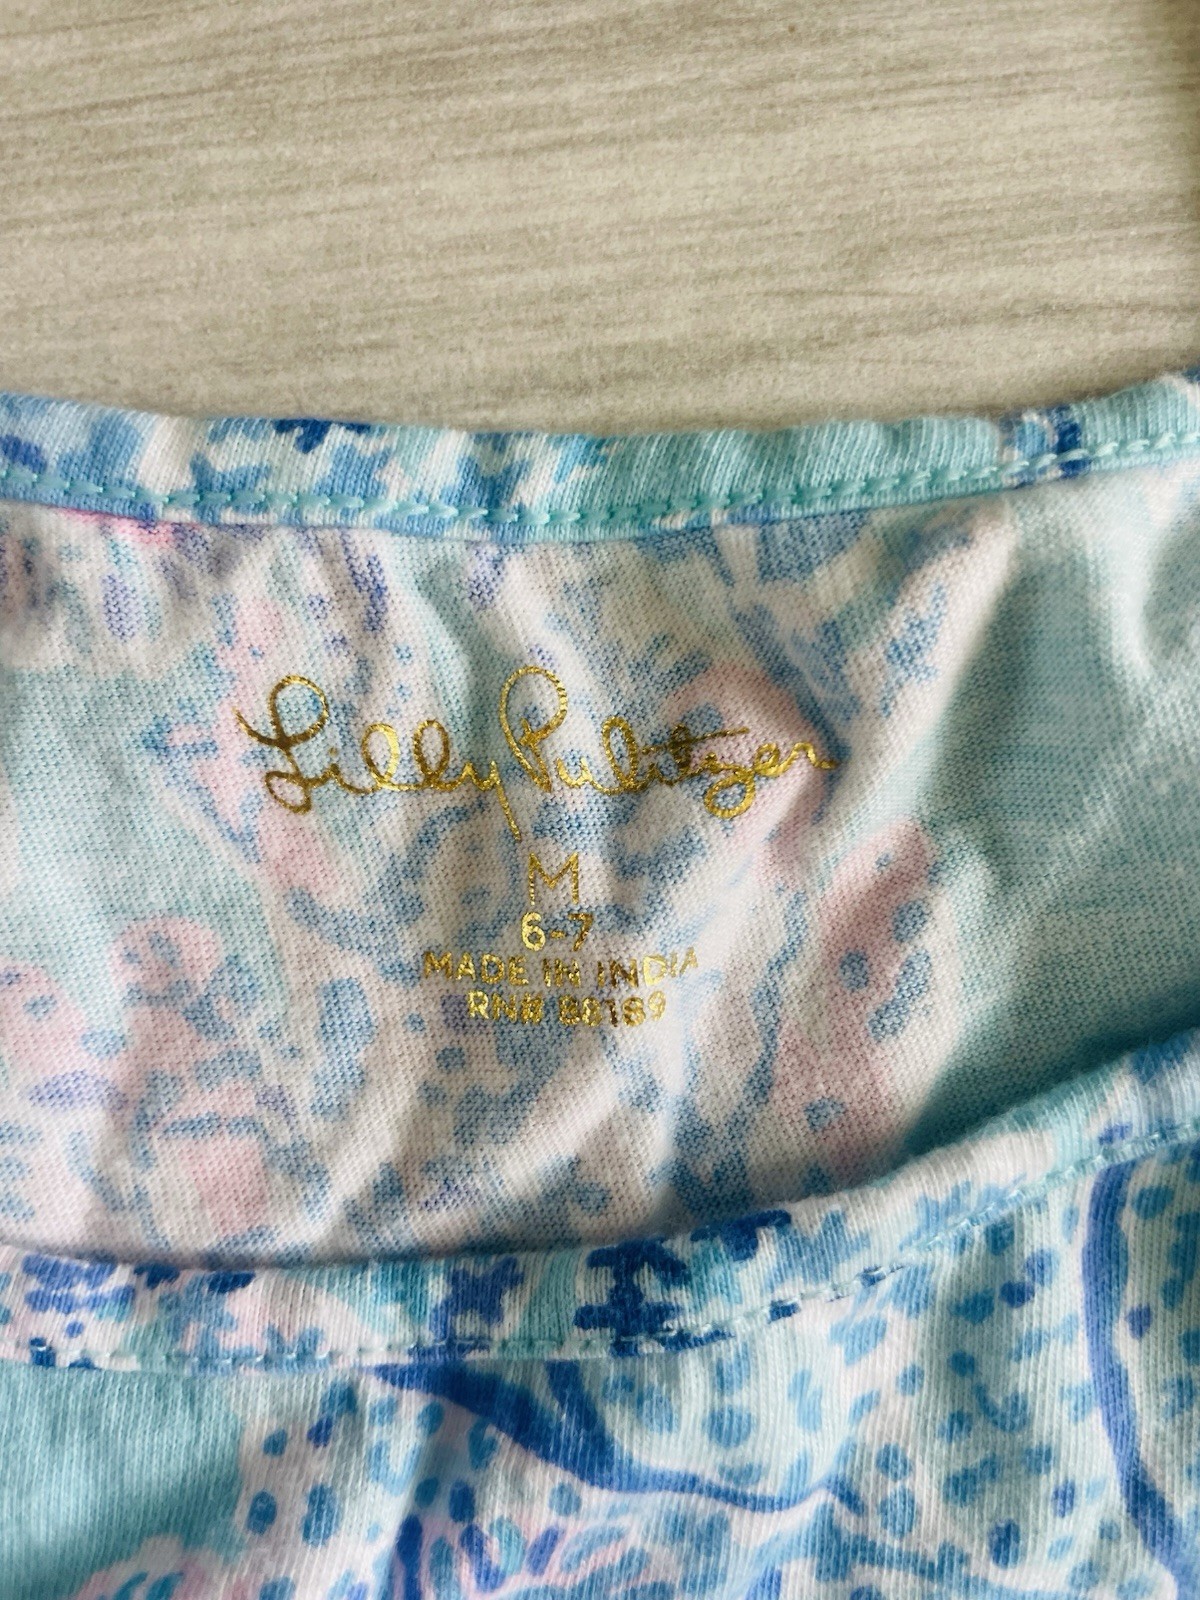 Lilly Pulitzer
M
6-7
MADE IN INDIA
RN# 88189